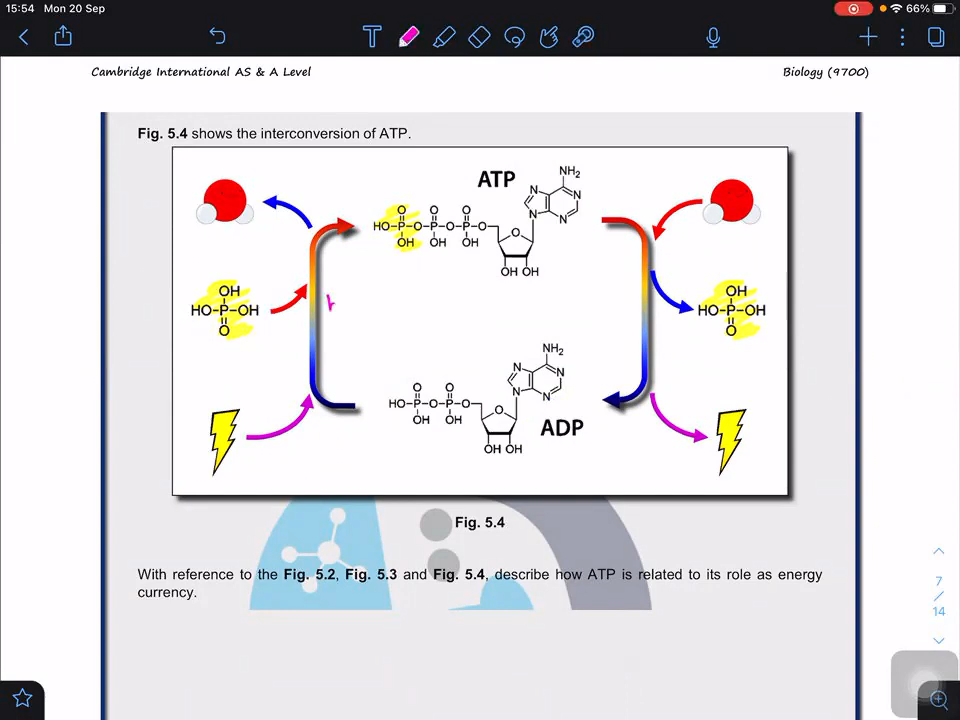 15:54 Mon 20 Sep
66%
T
Cambridge International AS & A Level
Biology (9700)
Fig. 5.4 shows the interconversion of ATP.
ATP
NH₂
N
N
N
N
O
O
O
HO-P-O-P-O-P-O
O
OH
OH
OH
OH OH
OH
HO-P-OH
O
OH
HO-P-OH
O
NH₂
N
N
N
N
O
O
HO-P-O-P-O
O
OH
OH
OH OH
ADP
Fig. 5.4
With reference to the Fig. 5.2, Fig. 5.3 and Fig. 5.4, describe how ATP is related to its role as energy
currency.
7
/
14